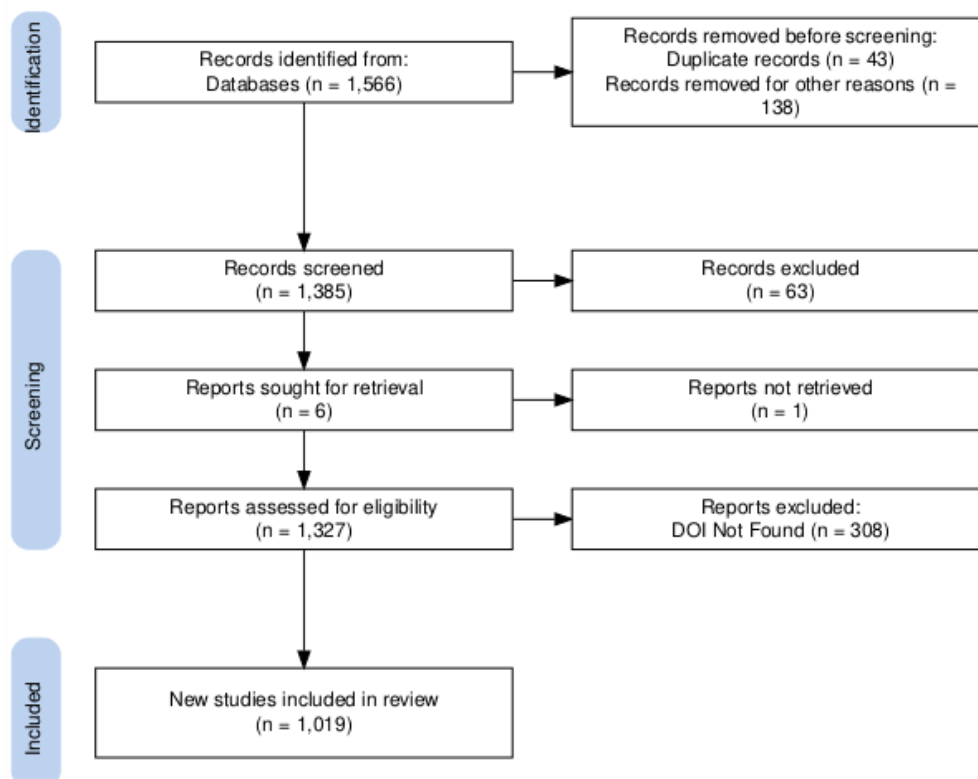 Identification
Records identified from:
Databases (n = 1,566)
Records removed before screening:
Duplicate records (n = 43)
Records removed for other reasons (n =
138)
Screening
Records screened
(n = 1,385)
Records excluded
(n = 63)
Reports sought for retrieval
(n = 6)
Reports not retrieved
(n = 1)
Reports assessed for eligibility
(n = 1,327)
Reports excluded:
DOI Not Found (n = 308)
Included
New studies included in review
(n = 1,019)